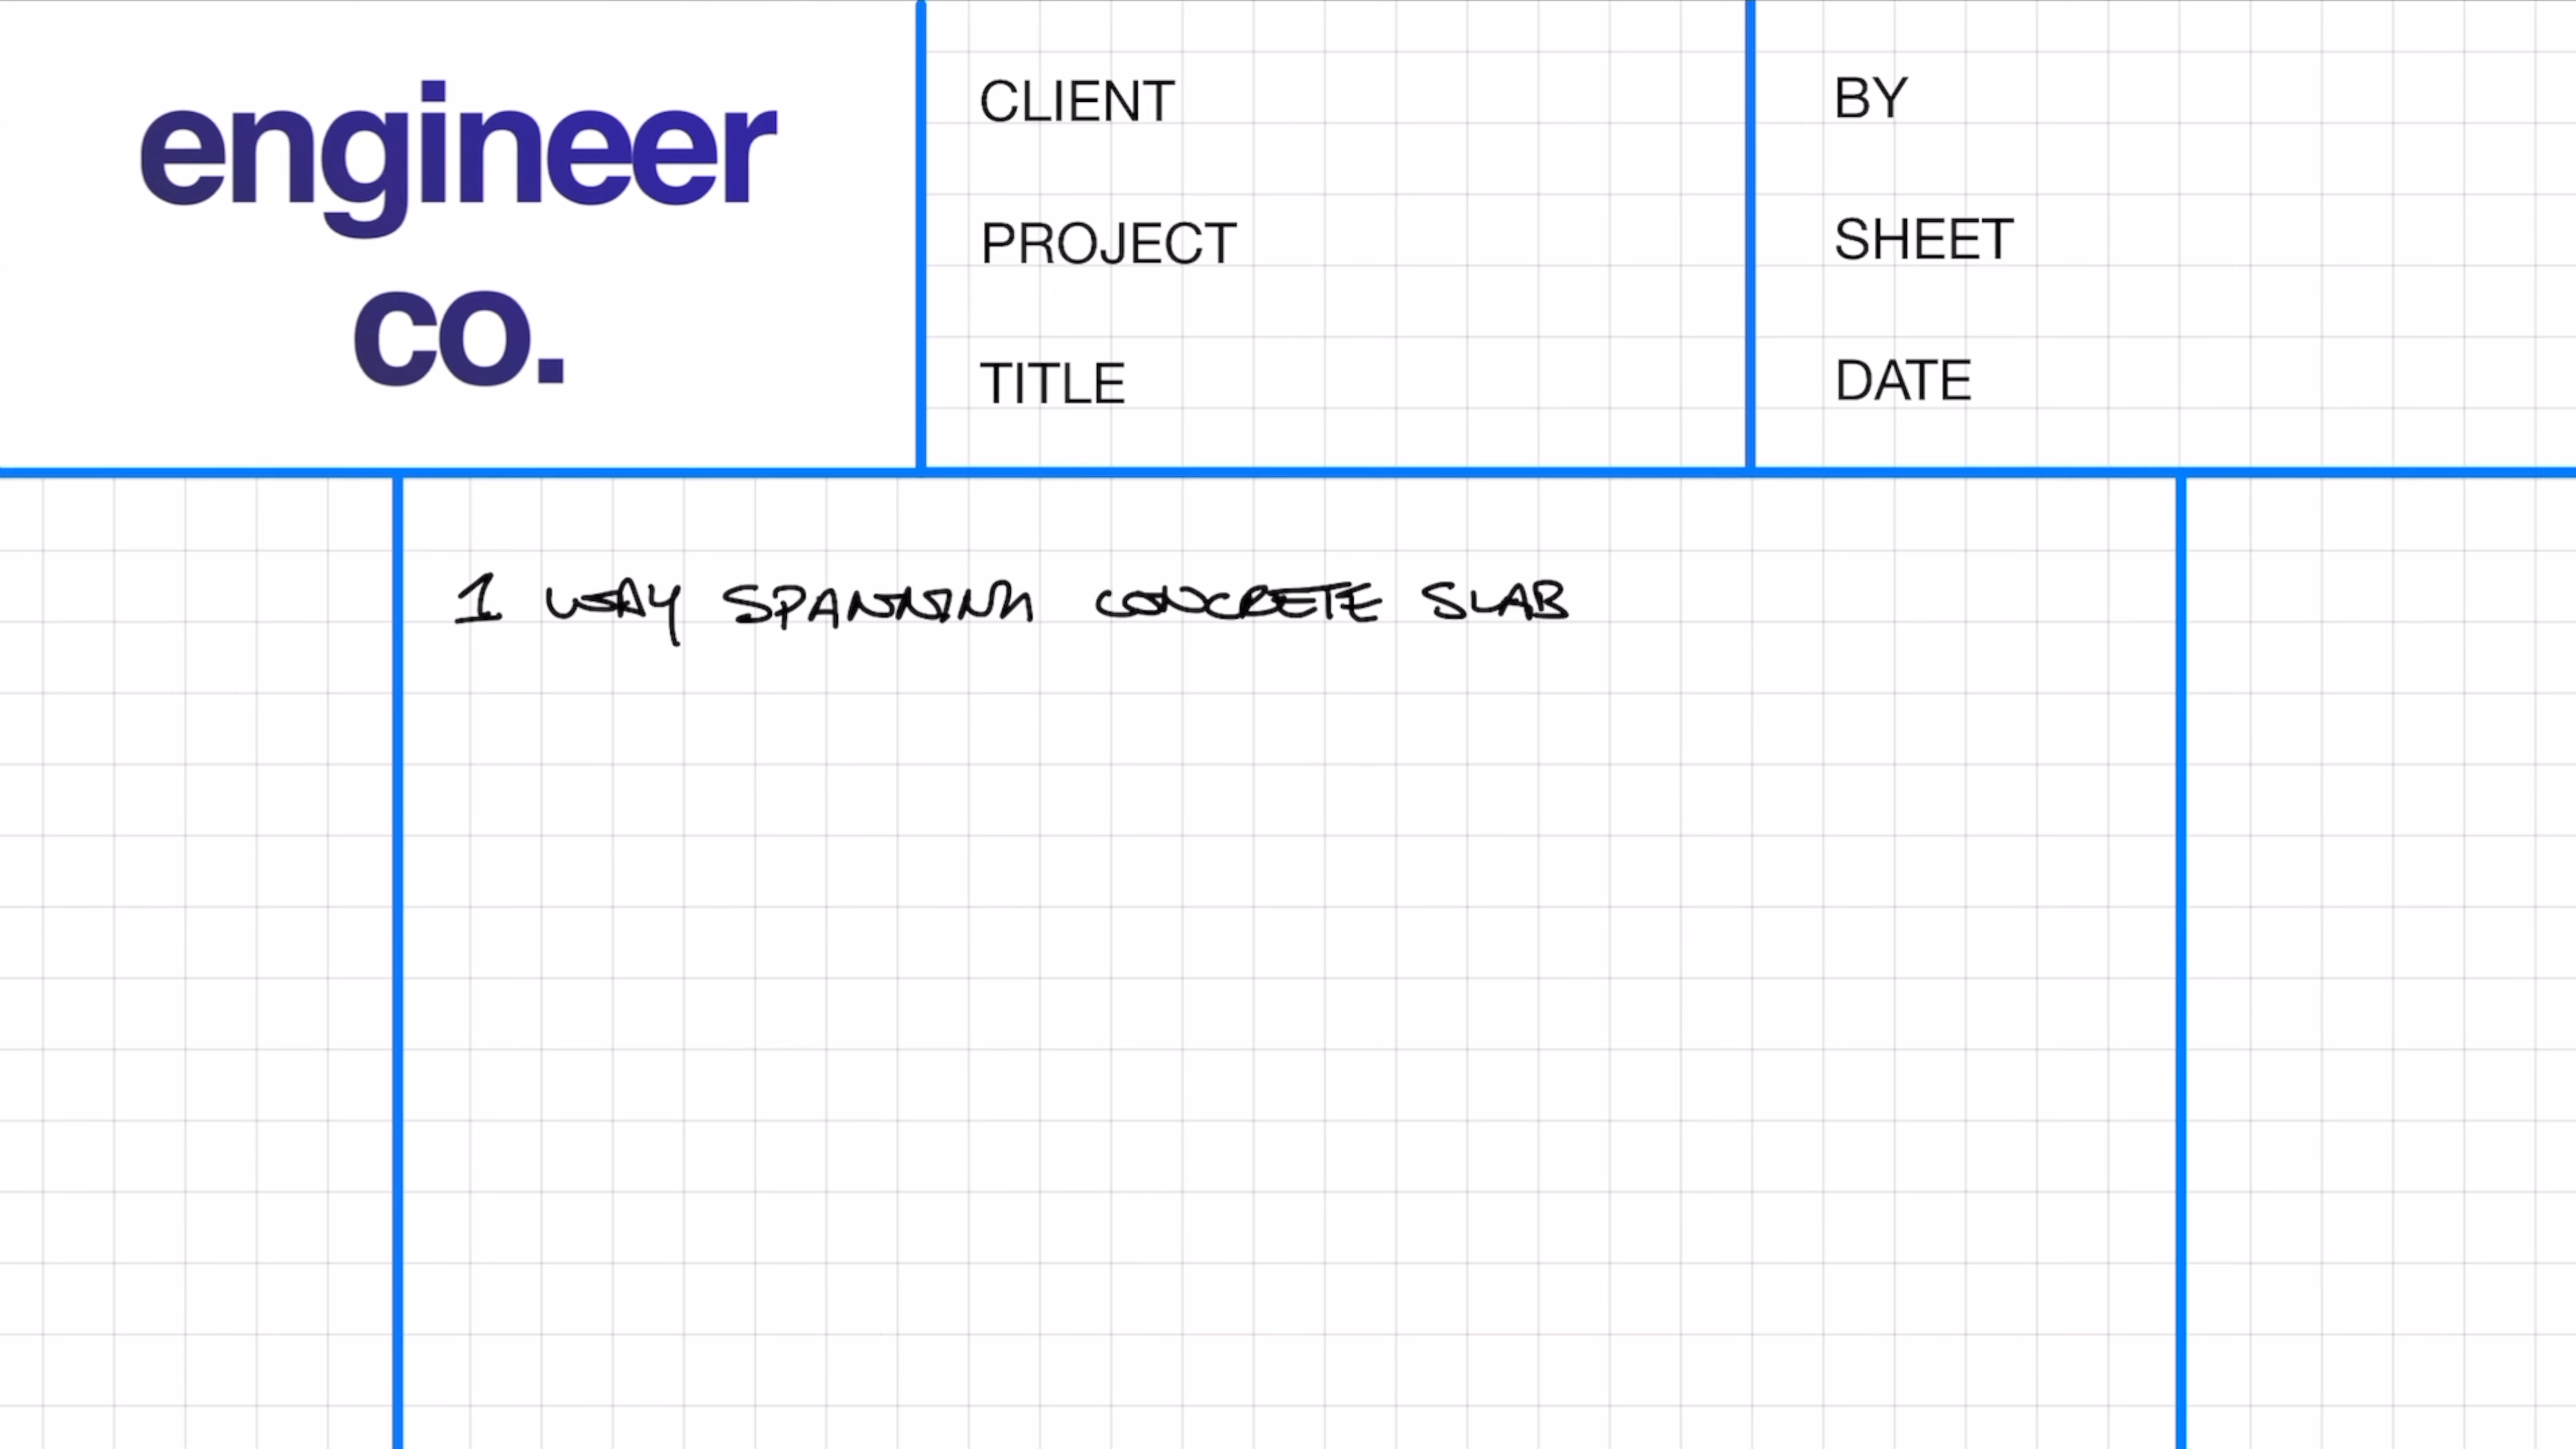 engineer
co.
CLIENT
PROJECT
TITLE
BY
SHEET
DATE
1 WAY SPANNING CONCRETE SLAB